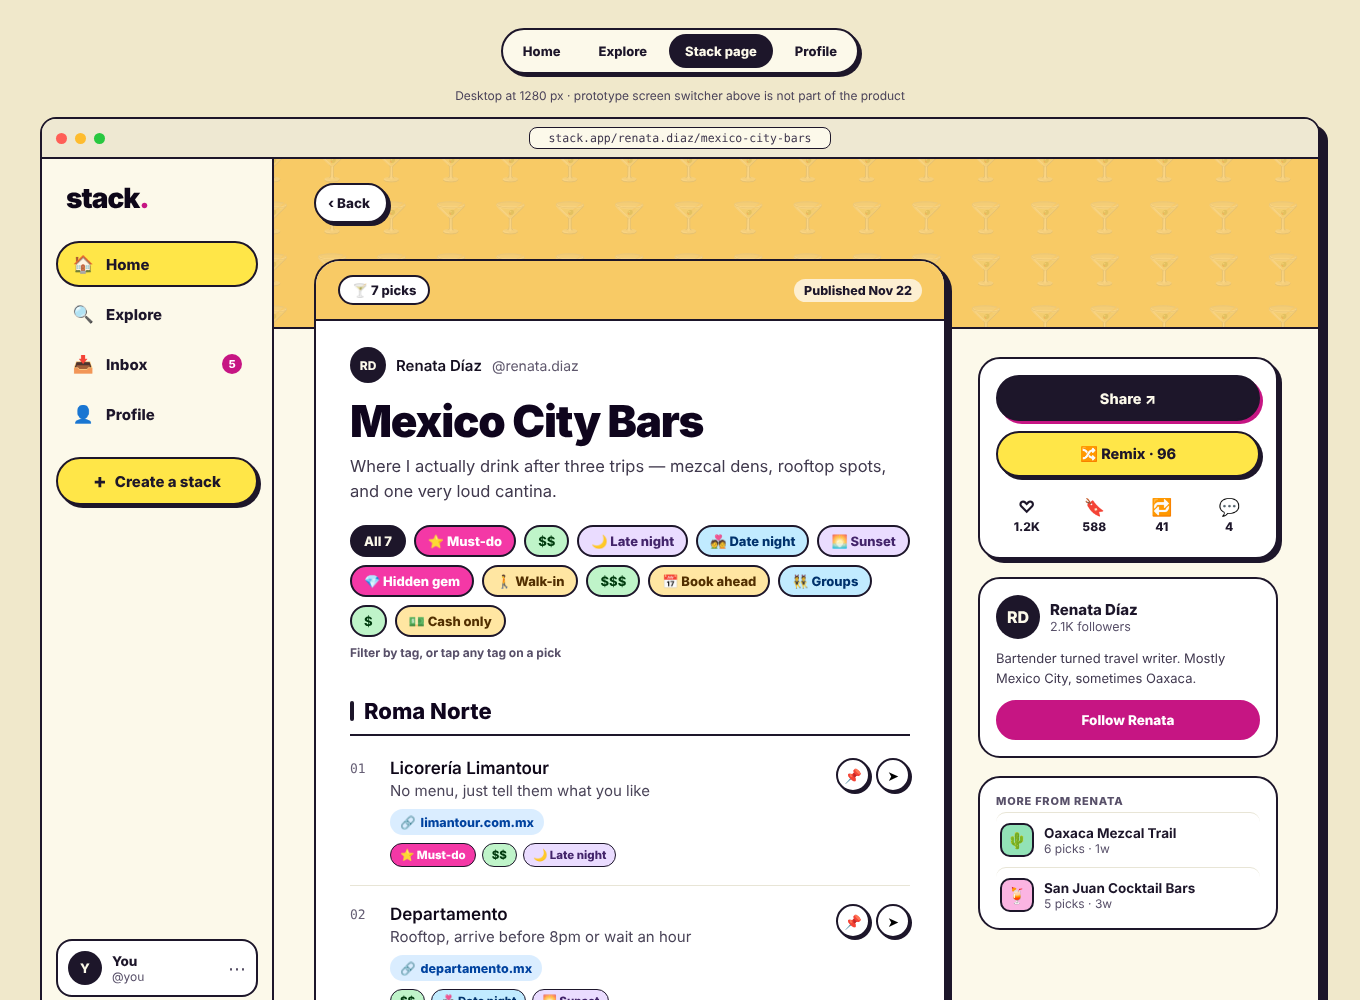 Home Explore Stack page Profile
Desktop at 1280 px · prototype screen switcher above is not part of the product
stack.app/renata.diaz/mexico-city-bars
stack.
Home
Explore
Inbox 5
Profile
+ Create a stack
Y You
@you
‹ Back
7 picks
Published Nov 22
RD Renata Díaz @renata.diaz
Mexico City Bars
Where I actually drink after three trips — mezcal dens, rooftop spots,
and one very loud cantina.
All 7 Must-do $$ Late night Date night Sunset
Hidden gem Walk-in $$$ Book ahead Groups
$ Cash only
Filter by tag, or tap any tag on a pick
Roma Norte
01 Licorería Limantour
No menu, just tell them what you like
limantour.com.mx
Must-do $$ Late night
02 Departamento
Rooftop, arrive before 8pm or wait an hour
departamento.mx
$$ Date night Sunset
Share ↗
Remix · 96
1.2K 588 41 4
RD Renata Díaz
2.1K followers
Bartender turned travel writer. Mostly
Mexico City, sometimes Oaxaca.
Follow Renata
MORE FROM RENATA
Oaxaca Mezcal Trail
6 picks · 1w
San Juan Cocktail Bars
5 picks · 3w